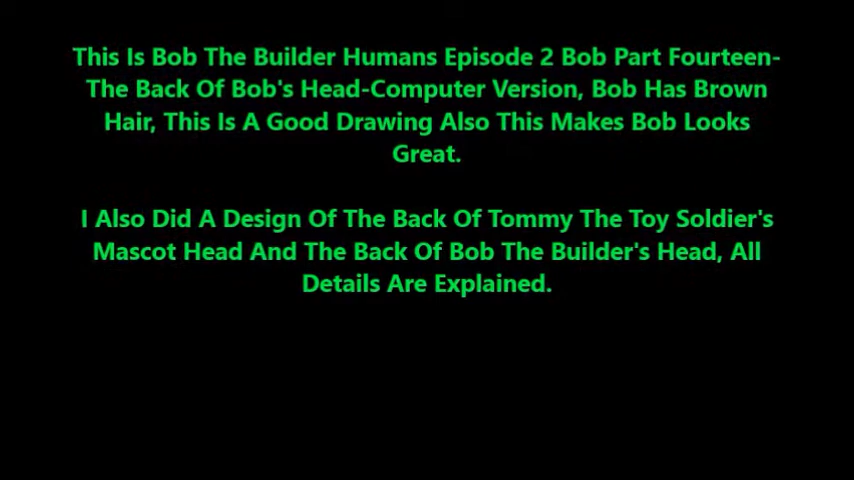 This Is Bob The Builder Humans Episode 2 Bob Part Fourteen-
The Back Of Bob's Head-Computer Version, Bob Has Brown
Hair, This Is A Good Drawing Also This Makes Bob Looks
Great.
I Also Did A Design Of The Back Of Tommy The Toy Soldier's
Mascot Head And The Back Of Bob The Builder's Head, All
Details Are Explained.